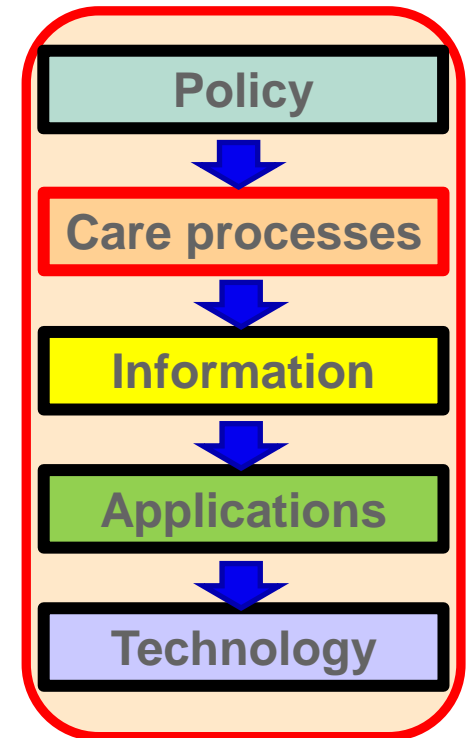 Policy
Care processes
Information
Applications
Technology